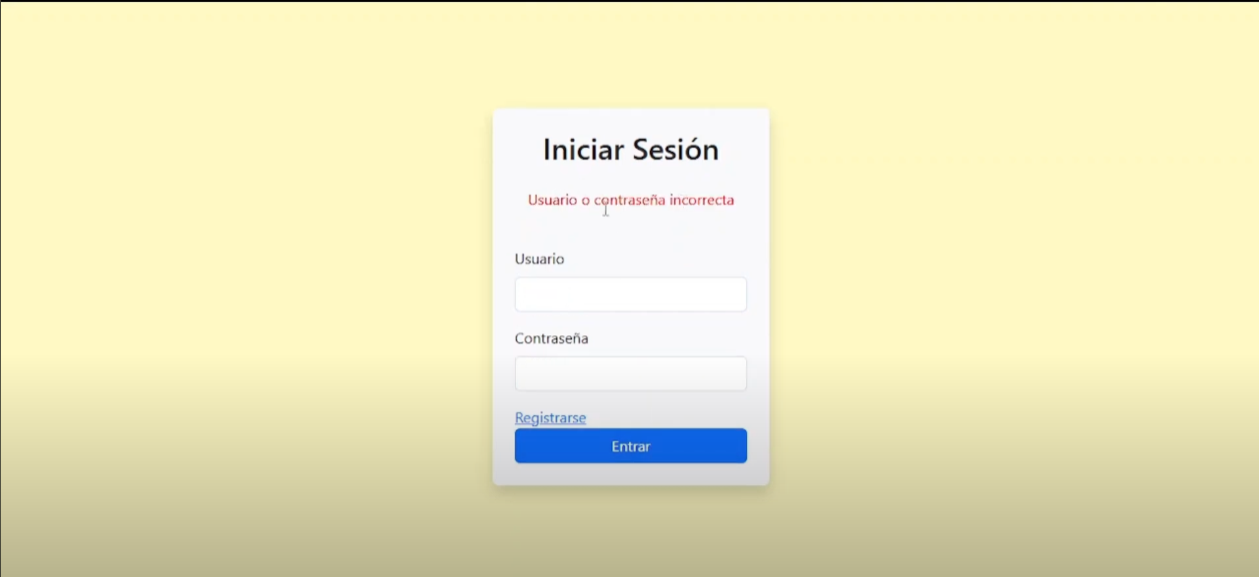 Iniciar Sesión
Usuario o contraseña incorrecta
Usuario
Contraseña
Registrarse
Entrar